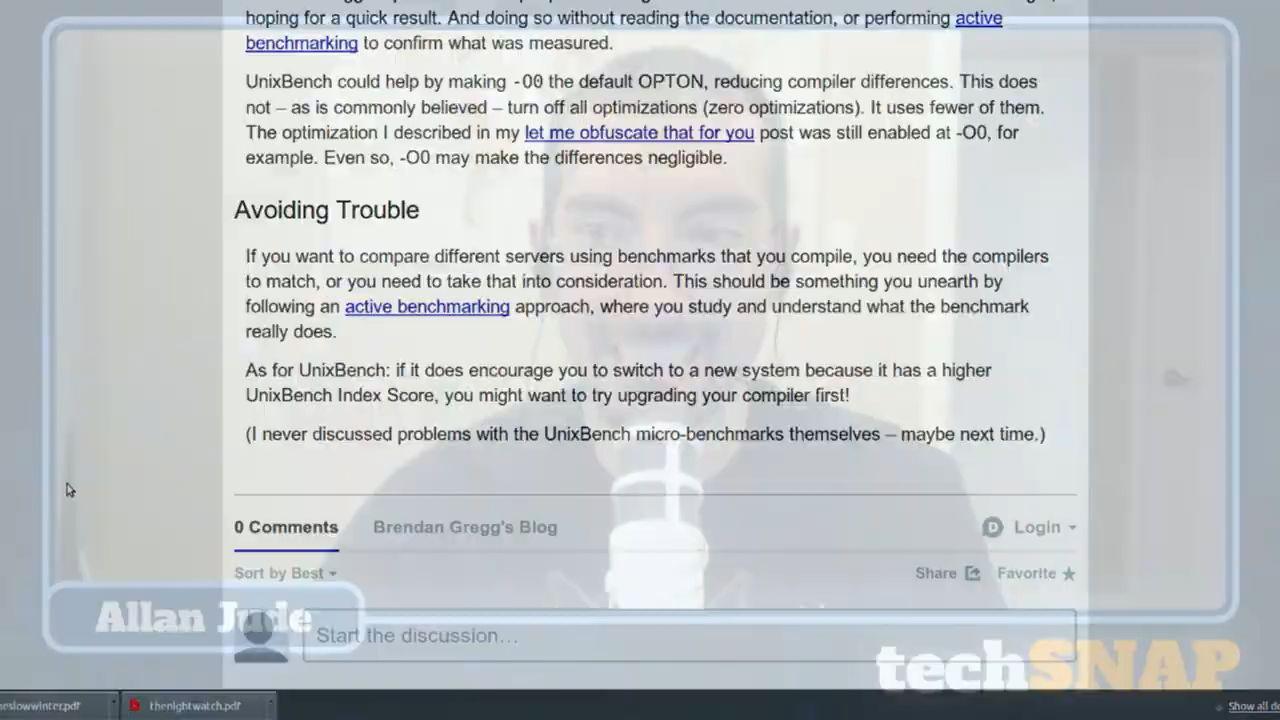 hoping for a quick result. And doing so without reading the documentation, or performing active
benchmarking to confirm what was measured.
UnixBench could help by making -O0 the default OPTON, reducing compiler differences. This does
not – as is commonly believed – turn off all optimizations (zero optimizations). It uses fewer of them.
The optimization I described in my let me obfuscate that for you post was still enabled at -O0, for
example. Even so, -O0 may make the differences negligible.
Avoiding Trouble
If you want to compare different servers using benchmarks that you compile, you need the compilers
to match, or you need to take that into consideration. This should be something you unearth by
following an active benchmarking approach, where you study and understand what the benchmark
really does.
As for UnixBench: if it does encourage you to switch to a new system because it has a higher
UnixBench Index Score, you might want to try upgrading your compiler first!
(I never discussed problems with the UnixBench micro-benchmarks themselves – maybe next time.)
0 Comments Brendan Gregg's Blog Login
Sort by Best Share Favorite
Allan Jude
Start the discussion…
techSNAP
eslowwinter.pdf thenightwatch.pdf Show all